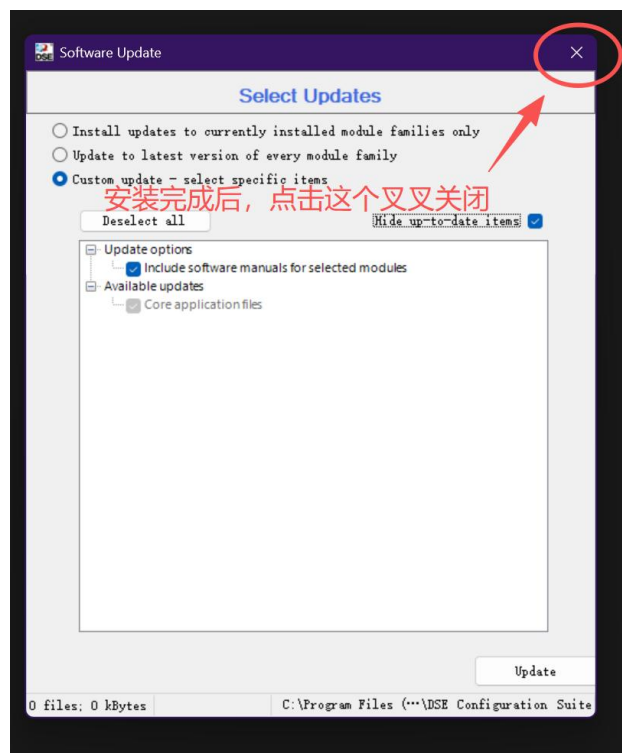 DSE
Software Update
Select Updates
Install updates to currently installed module families only
Update to latest version of every module family
Custom update - select specific items
安装完成后，点击这个叉叉关闭
Deselect all
Hide up-to-date items
Update options
Include software manuals for selected modules
Available updates
Core application files
Update
0 files; 0 kBytes
C:\Program Files (···\DSE Configuration Suite